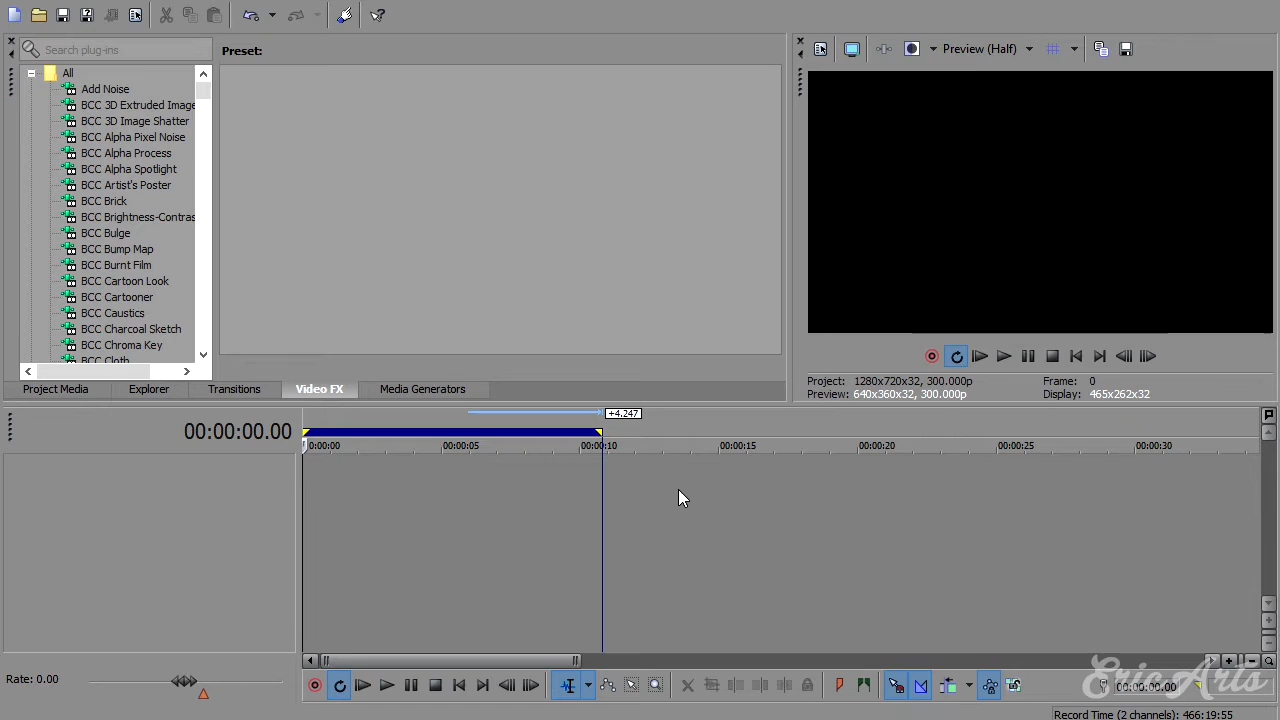 Search plug-ins
Preset:
Preview (Half)
All
Add Noise
BCC 3D Extruded Image
BCC 3D Image Shatter
BCC Alpha Pixel Noise
BCC Alpha Process
BCC Alpha Spotlight
BCC Artist's Poster
BCC Brick
BCC Brightness-Contras
BCC Bulge
BCC Bump Map
BCC Burnt Film
BCC Cartoon Look
BCC Cartooner
BCC Caustics
BCC Charcoal Sketch
BCC Chroma Key
BCC Cloth
Project Media
Explorer
Transitions
Video FX
Media Generators
Project: 1280x720x32, 300.000p
Frame: 0
Preview: 640x360x32, 300.000p
Display: 465x262x32
+4.247
00:00:00.00
0:00:00
00:00:05
00:00:10
00:00:15
00:00:20
00:00:25
00:00:30
Rate: 0.00
EricArts
00:00:00.00
Record Time (2 channels): 466:19:55